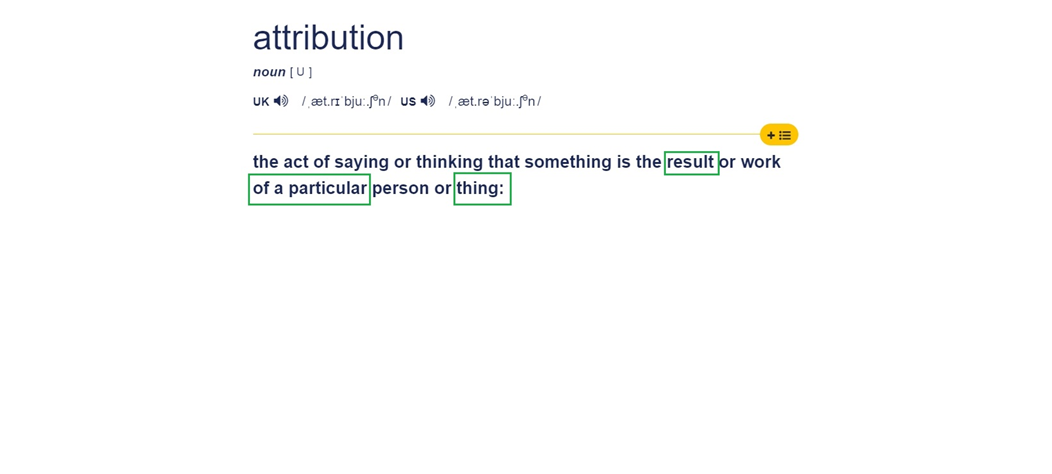 attribution
noun [ U ]
UK /ˌæt.rɪˈbjuː.ʃᵊn/ US /ˌæt.rəˈbjuː.ʃᵊn/
the act of saying or thinking that something is the result or work
of a particular person or thing: